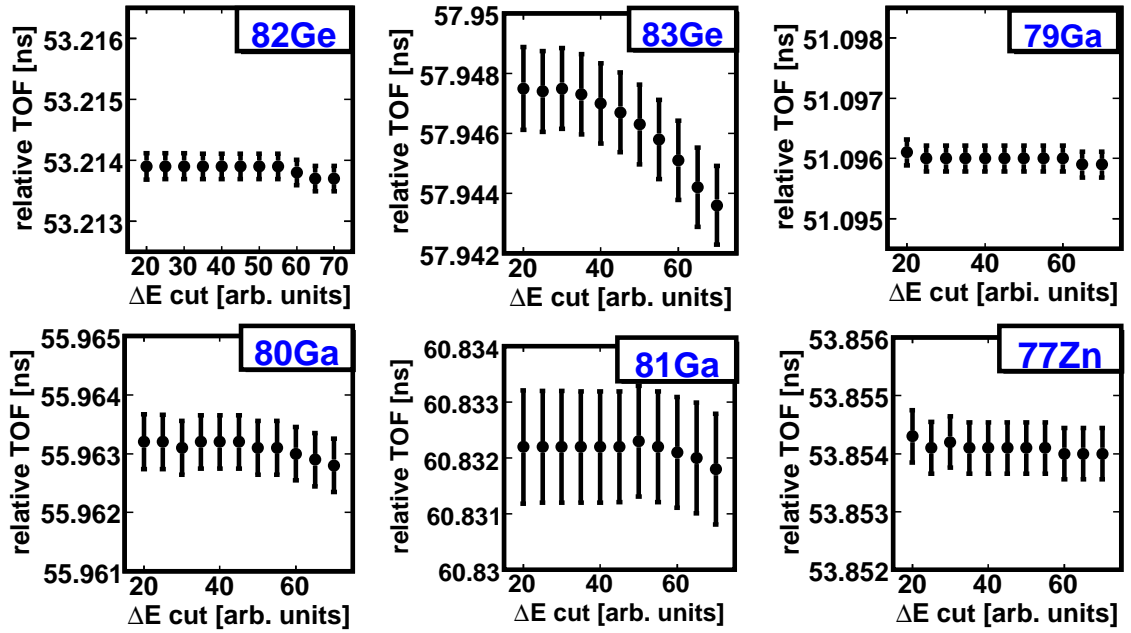 82Ge
relative TOF [ns]
53.216
53.215
53.214
53.213
20 30 40 50 60 70
ΔE cut [arb. units]
83Ge
relative TOF [ns]
57.95
57.948
57.946
57.944
57.942
20 40 60
ΔE cut [arb. units]
79Ga
relative TOF [ns]
51.098
51.097
51.096
51.095
20 40 60
ΔE cut [arbi. units]
80Ga
relative TOF [ns]
55.965
55.964
55.963
55.962
55.961
20 40 60
ΔE cut [arb. units]
81Ga
relative TOF [ns]
60.834
60.833
60.832
60.831
60.83
20 40 60
ΔE cut [arb. units]
77Zn
relative TOF [ns]
53.856
53.855
53.854
53.853
53.852
20 40 60
ΔE cut [arb. units]